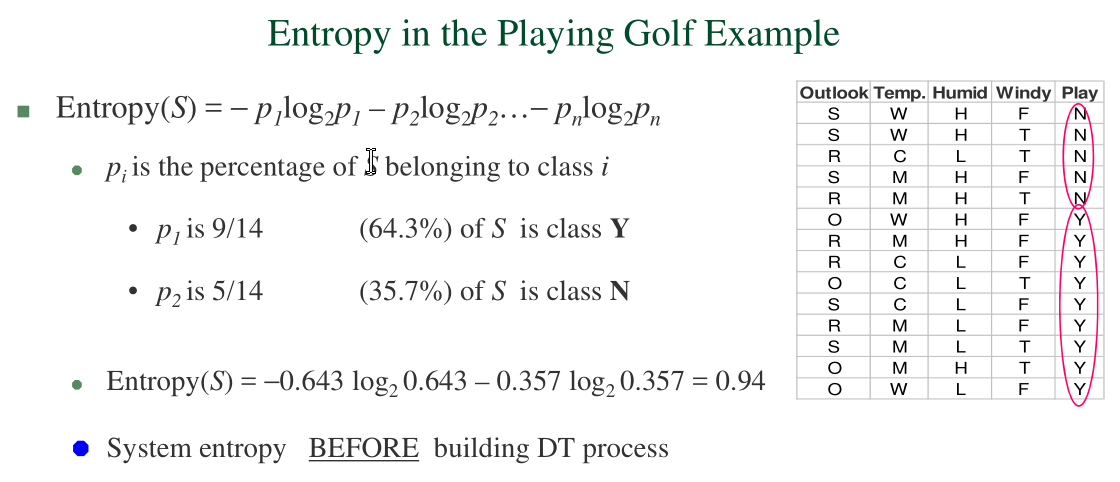 Entropy in the Playing Golf Example
Entropy(S) = – p1log2p1 – p2log2p2…– pnlog2pn
pi is the percentage of S belonging to class i
• p1 is 9/14 (64.3%) of S is class Y
• p2 is 5/14 (35.7%) of S is class N
Entropy(S) = –0.643 log2 0.643 – 0.357 log2 0.357 = 0.94
System entropy BEFORE building DT process
Outlook Temp. Humid Windy Play
S W H F N
S W H T N
R C L T N
S M H F N
R M H T N
O W H F Y
R M H F Y
R C L F Y
O C L T Y
S C L F Y
R M L F Y
S M L T Y
O M H T Y
O W L F Y